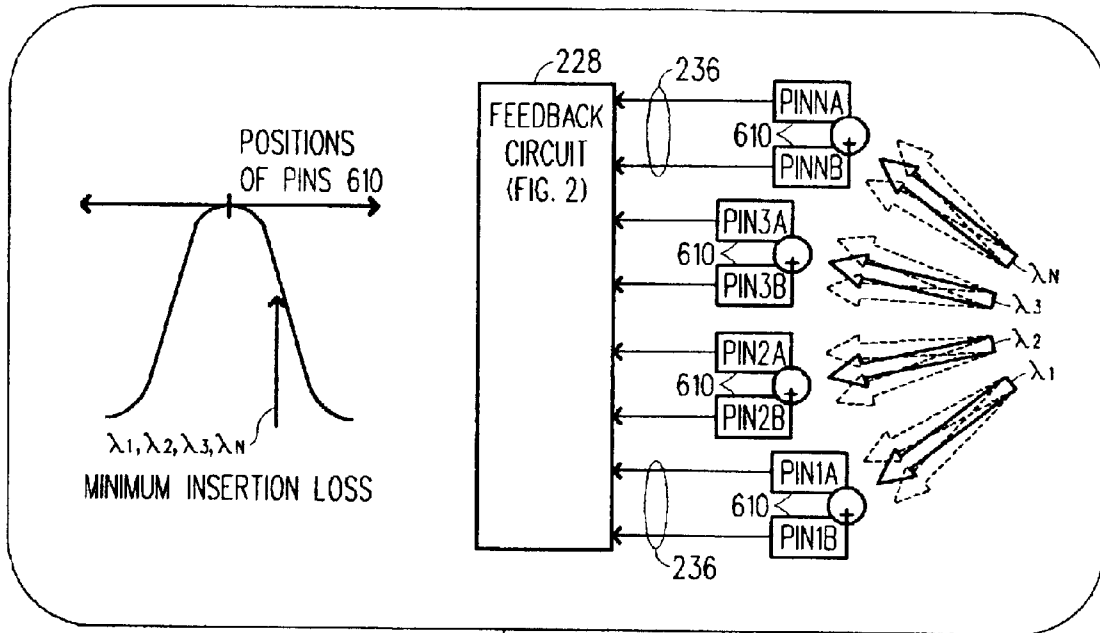 POSITIONS
OF PINS 610
λ1, λ2, λ3, λN
MINIMUM INSERTION LOSS
228
FEEDBACK
CIRCUIT
(FIG. 2)
236
PINNA
610
PINNB
PIN3A
610
PIN3B
PIN2A
610
PIN2B
PIN1A
610
PIN1B
236
λN
λ3
λ2
λ1